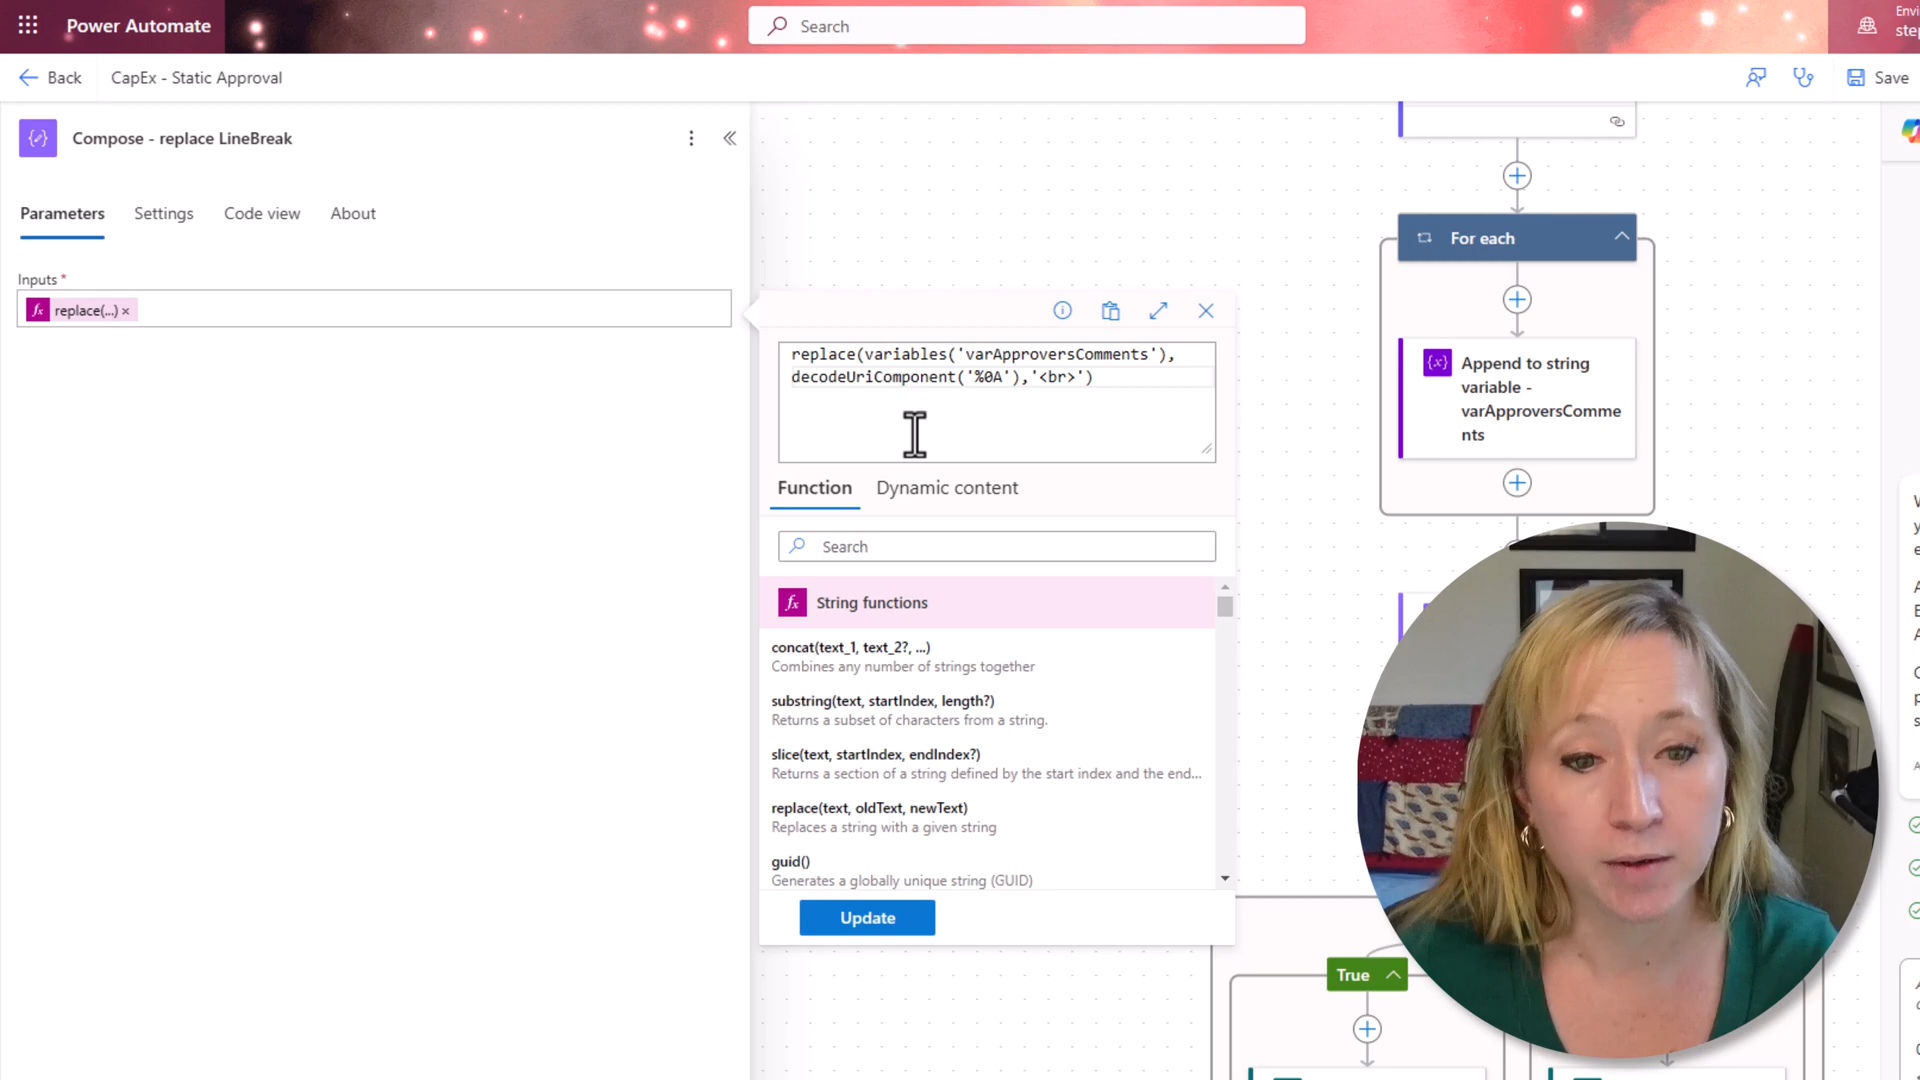 Power Automate
Search
Envi
step
Back
CapEx - Static Approval
Save
Compose - replace LineBreak
Parameters
Settings
Code view
About
Inputs *
fx replace(...) ×
replace(variables('varApproversComments'),
decodeUriComponent('%0A'),'<br>')
Function
Dynamic content
Search
fx String functions
concat(text_1, text_2?, ...)
Combines any number of strings together
substring(text, startIndex, length?)
Returns a subset of characters from a string.
slice(text, startIndex, endIndex?)
Returns a section of a string defined by the start index and the end...
replace(text, oldText, newText)
Replaces a string with a given string
guid()
Generates a globally unique string (GUID)
Update
For each
{x} Append to string
variable -
varApproversComme
nts
True